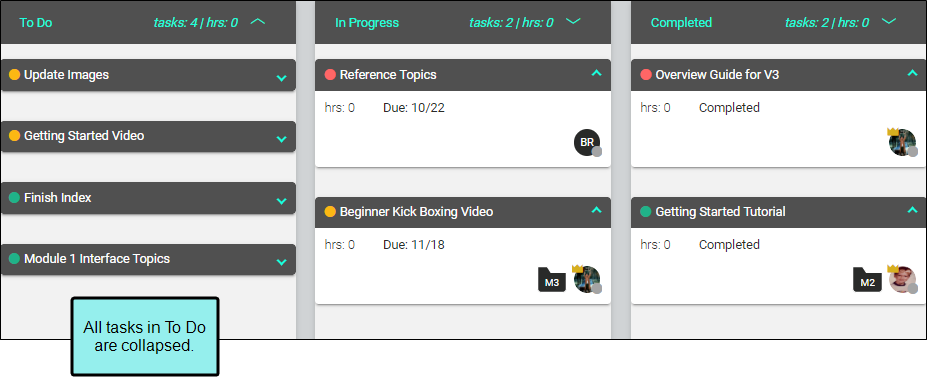 To Do tasks: 4 | hrs: 0
Update Images
Getting Started Video
Finish Index
Module 1 Interface Topics
All tasks in To Do
are collapsed.
In Progress tasks: 2 | hrs: 0
Reference Topics
hrs: 0 Due: 10/22
BR
Beginner Kick Boxing Video
hrs: 0 Due: 11/18
M3
Completed tasks: 2 | hrs: 0
Overview Guide for V3
hrs: 0 Completed
Getting Started Tutorial
hrs: 0 Completed
M2